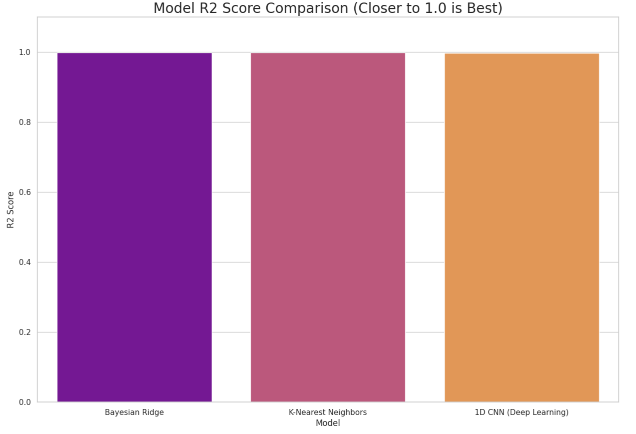 Model R2 Score Comparison (Closer to 1.0 is Best)
1.0
0.8
0.6
0.4
0.2
0.0
R2 Score
Bayesian Ridge
K-Nearest Neighbors
1D CNN (Deep Learning)
Model